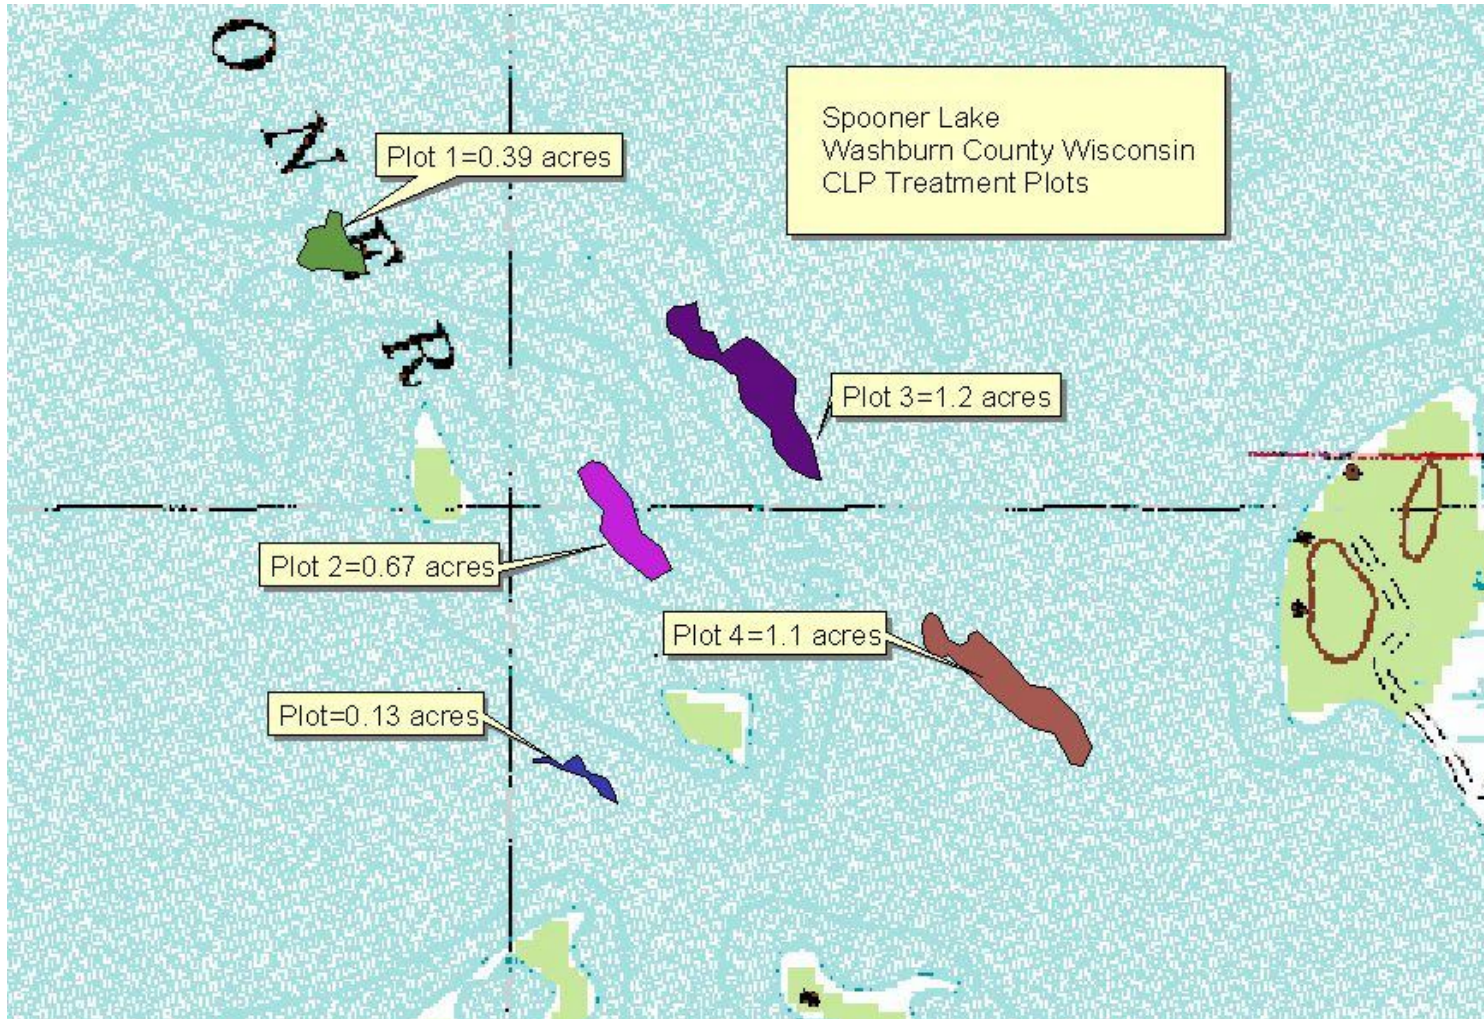 O
N
E
R
Plot 1=0.39 acres
Spooner Lake
Washburn County Wisconsin
CLP Treatment Plots
Plot 3=1.2 acres
Plot 2=0.67 acres
Plot 4=1.1 acres
Plot=0.13 acres